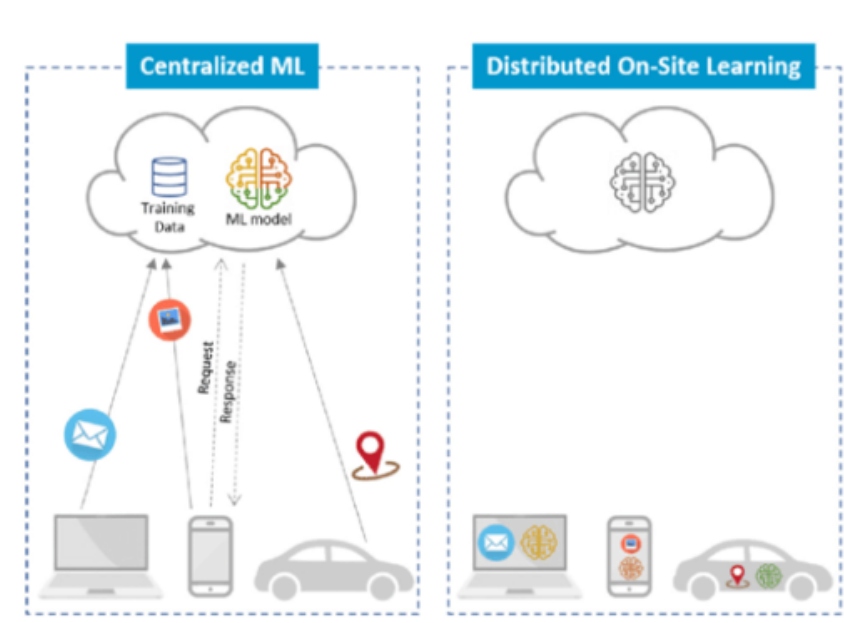 Centralized ML
Distributed On-Site Learning
Training
Data
ML model
Request
Response